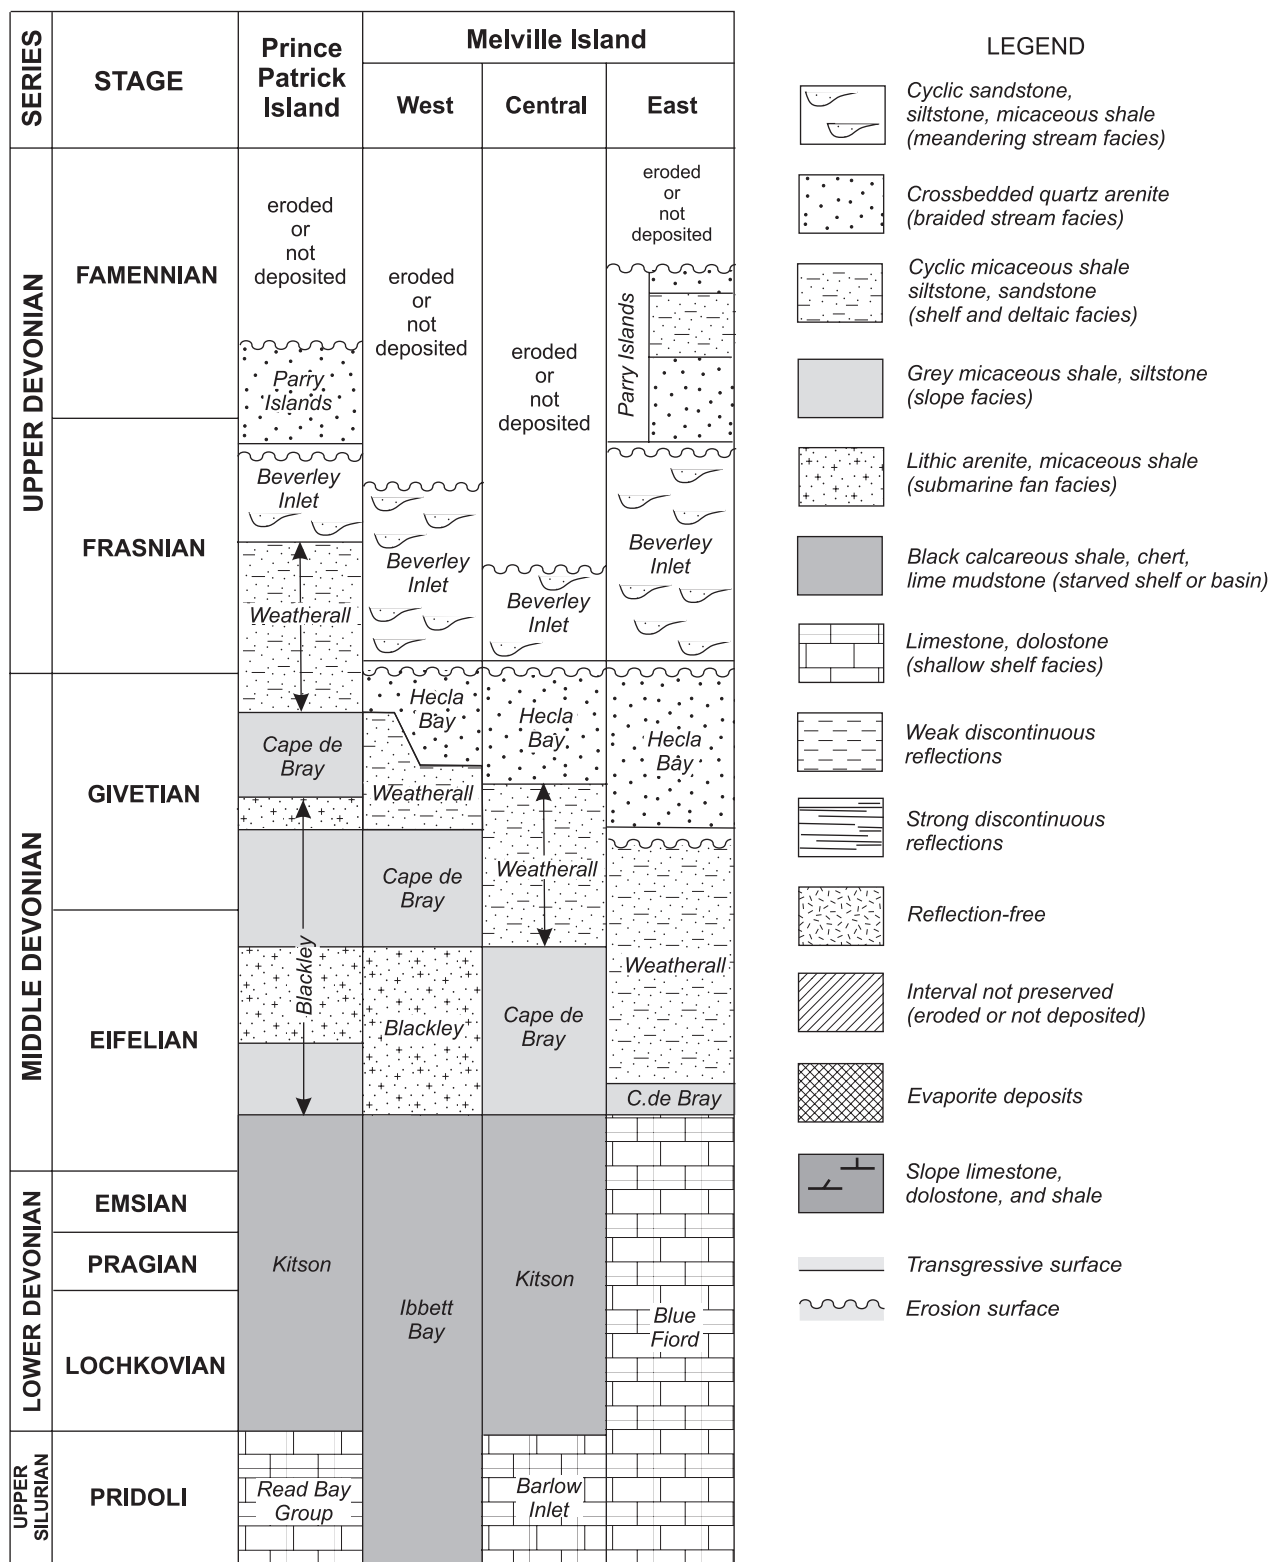 SERIES
STAGE
Prince
Patrick
Island
Melville Island
West
Central
East
UPPER DEVONIAN
FAMENNIAN
FRASNIAN
MIDDLE DEVONIAN
GIVETIAN
EIFELIAN
LOWER DEVONIAN
EMSIAN
PRAGIAN
LOCHKOVIAN
UPPER
SILURIAN
PRIDOLI
eroded
or
not
deposited
Parry
Islands
Beverley
Inlet
Weatherall
Cape de
Bray
Blackley
Kitson
Read Bay
Group
eroded
or
not
deposited
Beverley
Inlet
Hecla
Bay
Weatherall
Cape de
Bray
Blackley
Ibbett
Bay
eroded
or
not
deposited
Beverley
Inlet
Hecla
Bay
Weatherall
Cape de
Bray
Kitson
Barlow
Inlet
eroded
or
not
deposited
Parry Islands
Beverley
Inlet
Hecla
Bay
Weatherall
C.de Bray
Blue
Fiord
LEGEND
Cyclic sandstone,
siltstone, micaceous shale
(meandering stream facies)
Crossbedded quartz arenite
(braided stream facies)
Cyclic micaceous shale
siltstone, sandstone
(shelf and deltaic facies)
Grey micaceous shale, siltstone
(slope facies)
Lithic arenite, micaceous shale
(submarine fan facies)
Black calcareous shale, chert,
lime mudstone (starved shelf or basin)
Limestone, dolostone
(shallow shelf facies)
Weak discontinuous
reflections
Strong discontinuous
reflections
Reflection-free
Interval not preserved
(eroded or not deposited)
Evaporite deposits
Slope limestone,
dolostone, and shale
Transgressive surface
Erosion surface